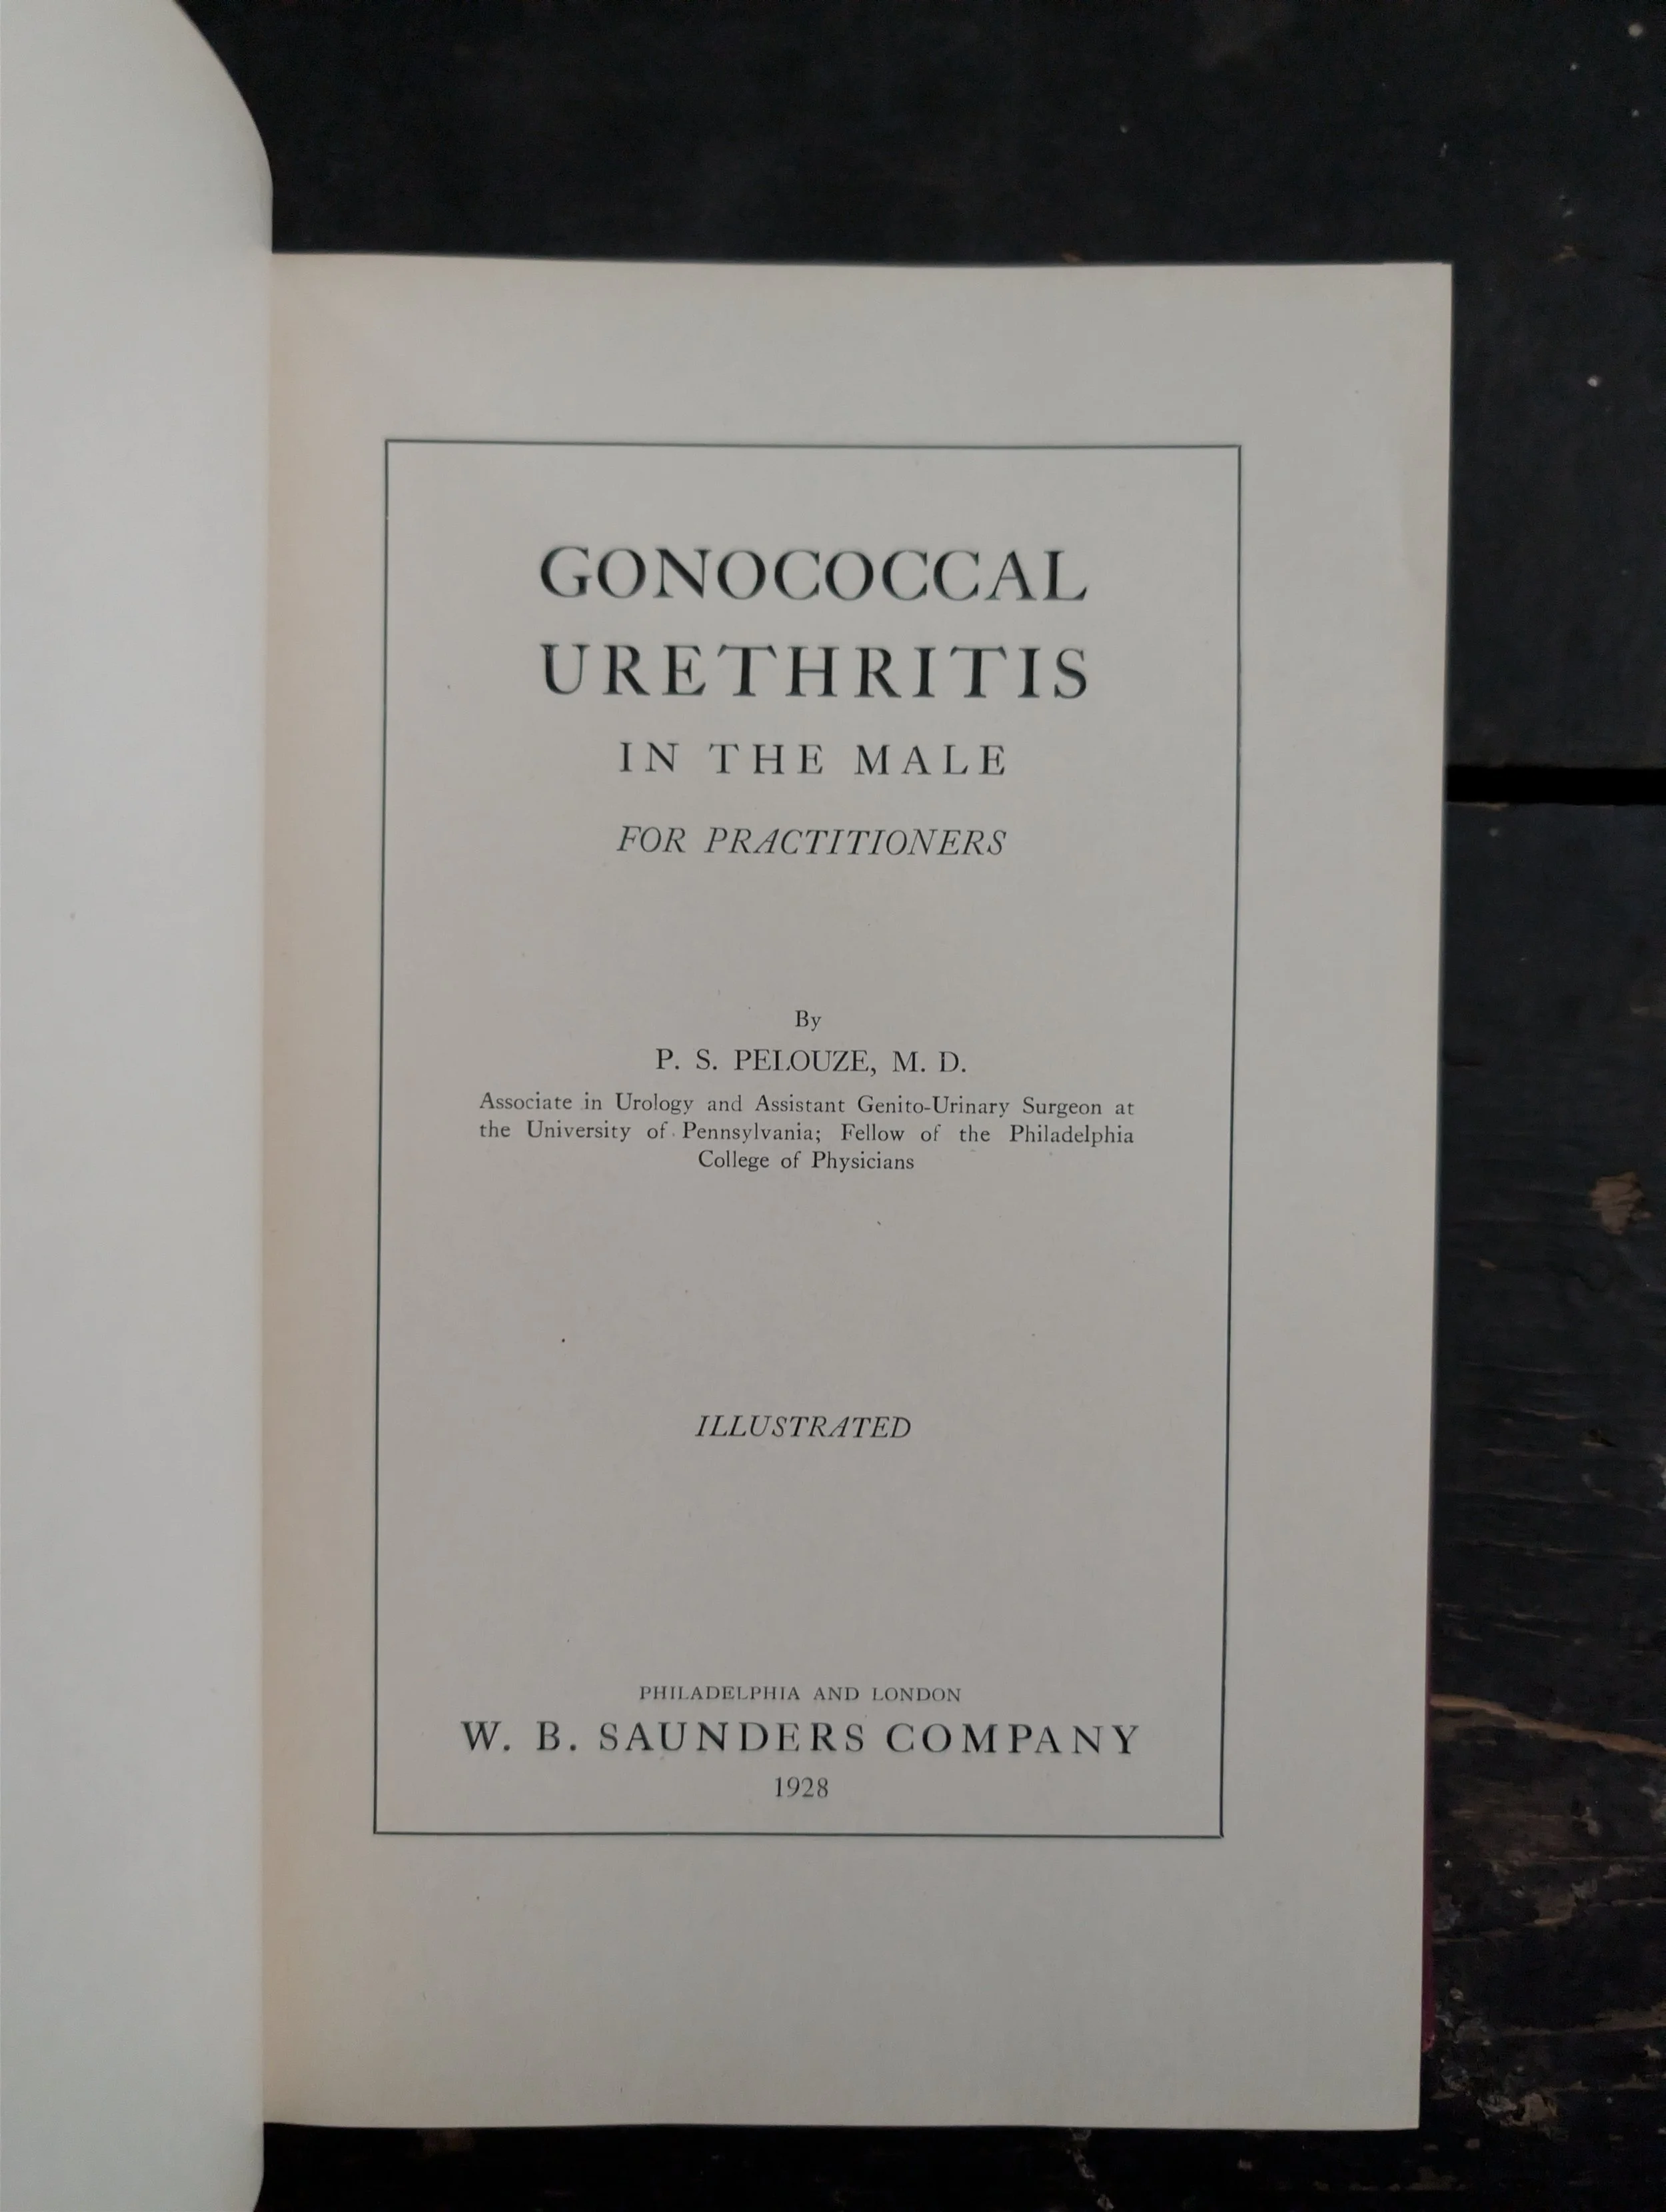 GONOCOCCAL
URETHRITIS
IN THE MALE
FOR PRACTITIONERS
By
P. S. PELOUZE, M. D.
Associate in Urology and Assistant Genito-Urinary Surgeon at
the University of Pennsylvania; Fellow of the Philadelphia
College of Physicians
ILLUSTRATED
PHILADELPHIA AND LONDON
W. B. SAUNDERS COMPANY
1928